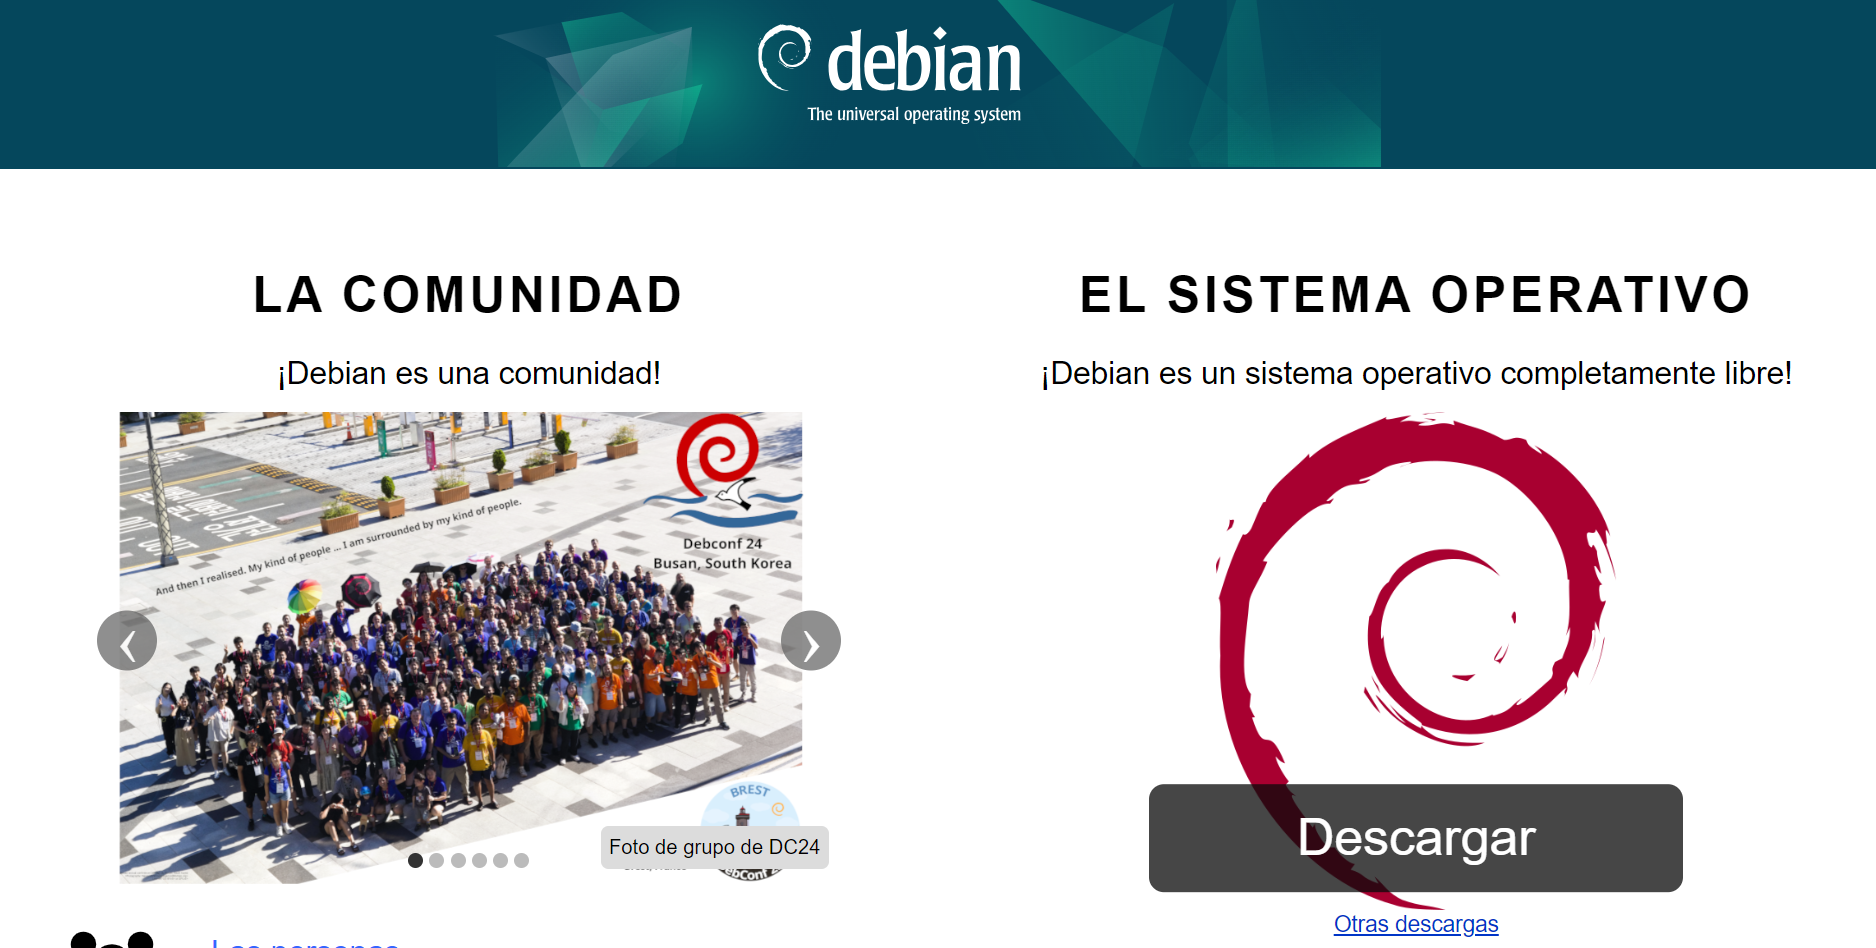 debian
The universal operating system
LA COMUNIDAD
¡Debian es una comunidad!
And then I realised. My kind of people ... I am surrounded by my kind of people.
Debconf 24
Busan, South Korea
BREST
Foto de grupo de DC24
Las personas
EL SISTEMA OPERATIVO
¡Debian es un sistema operativo completamente libre!
Descargar
Otras descargas